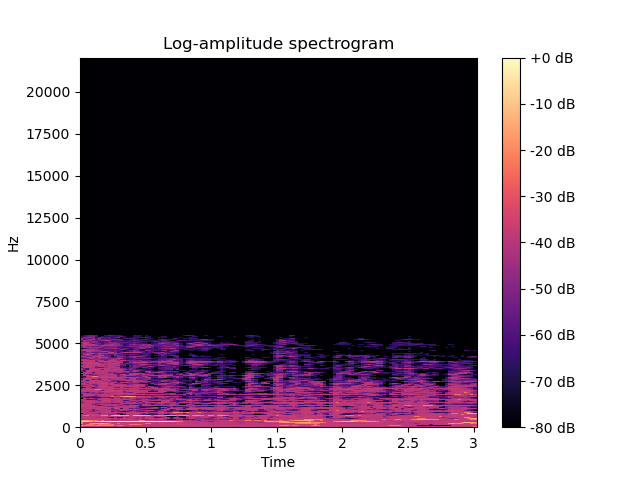 Log-amplitude spectrogram
Hz
20000
17500
15000
12500
10000
7500
5000
2500
0
0 0.5 1 1.5 2 2.5 3
Time
+0 dB
-10 dB
-20 dB
-30 dB
-40 dB
-50 dB
-60 dB
-70 dB
-80 dB